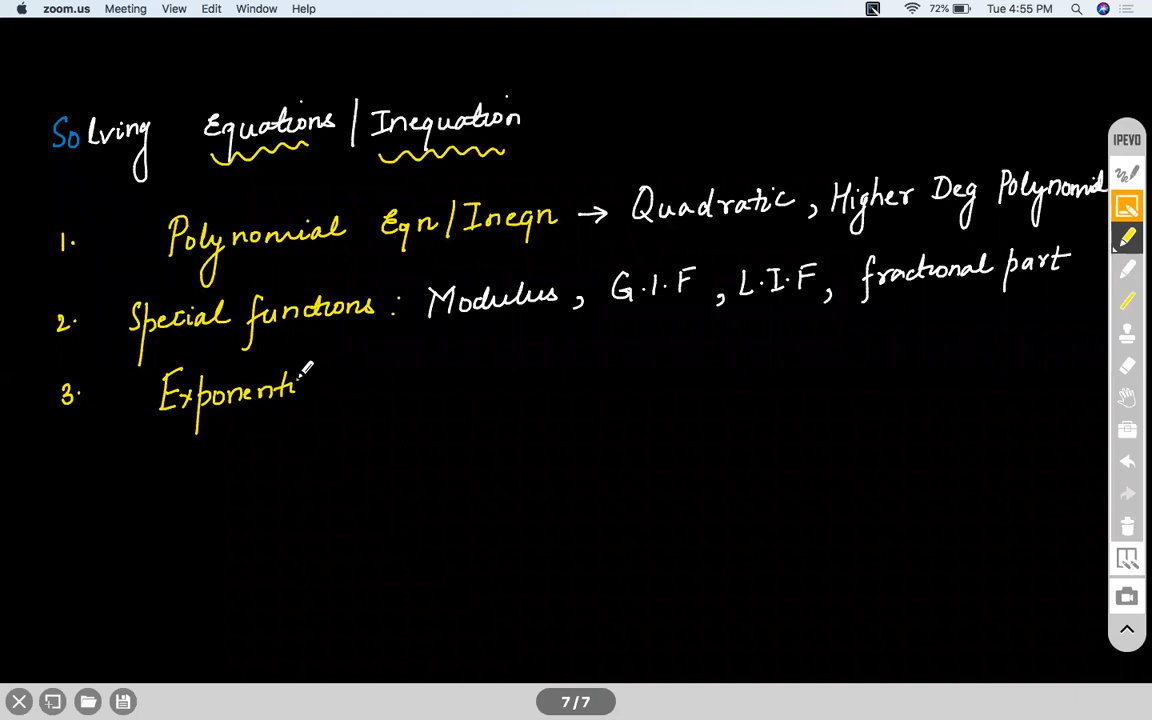 zoom.us Meeting View Edit Window Help 72% Tue 4:55 PM
Solving Equations / Inequation
IPEVO
1. Polynomial Eqn / Ineqn → Quadratic, Higher Deg Polynomial
2. Special functions : Modulus, G.I.F, L.I.F, fractional part
3. Exponenti
7/7